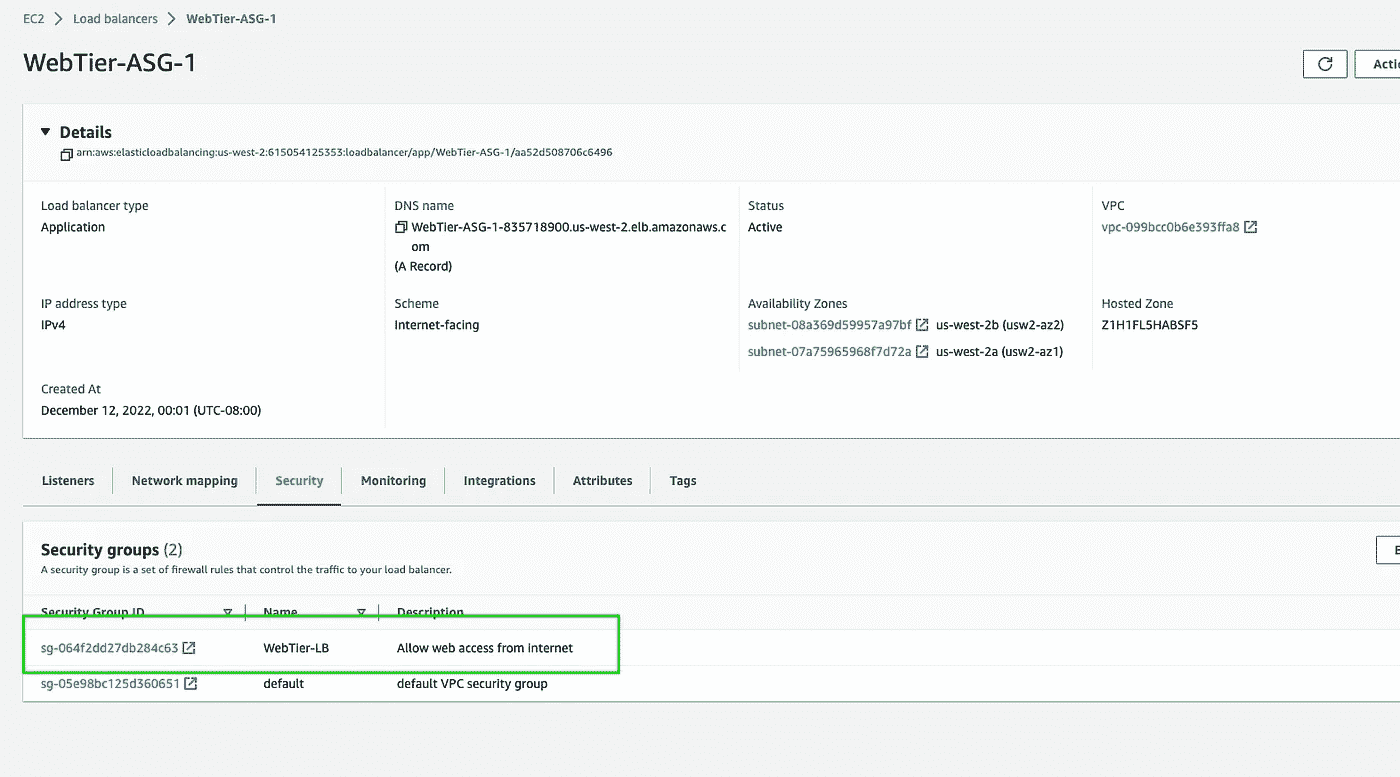 EC2 > Load balancers > WebTier-ASG-1
WebTier-ASG-1
Details
arn:aws:elasticloadbalancing:us-west-2:615054125353:loadbalancer/app/WebTier-ASG-1/aa52d508706c6496
Load balancer type
Application
DNS name
WebTier-ASG-1-835718900.us-west-2.elb.amazonaws.c
om
(A Record)
Status
Active
VPC
vpc-099bcc0b6e393ffa8
IP address type
IPv4
Scheme
Internet-facing
Availability Zones
subnet-08a369d59957a97bf us-west-2b (usw2-az2)
subnet-07a75965968f7d72a us-west-2a (usw2-az1)
Hosted Zone
Z1H1FL5HABSF5
Created At
December 12, 2022, 00:01 (UTC-08:00)
Listeners Network mapping Security Monitoring Integrations Attributes Tags
Security groups (2)
A security group is a set of firewall rules that control the traffic to your load balancer.
Security Group ID Name Description
sg-064f2dd27db284c63 WebTier-LB Allow web access from internet
sg-05e98bc125d360651 default default VPC security group